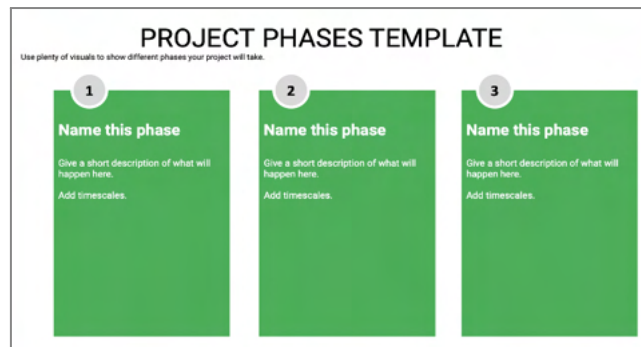 PROJECT PHASES TEMPLATE
Use plenty of visuals to show different phases your project will take.
1
Name this phase
Give a short description of what will
happen here.
Add timescales.
2
Name this phase
Give a short description of what will
happen here.
Add timescales.
3
Name this phase
Give a short description of what will
happen here.
Add timescales.